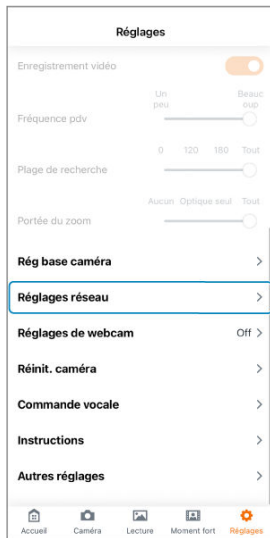 Réglages
Enregistrement vidéo
Un peu
Beauc oup
Fréquence pdv
0 120 180 Tout
Plage de recherche
Aucun Optique seul Tout
Portée du zoom
Rég base caméra
Réglages réseau
Réglages de webcam Off
Réinit. caméra
Commande vocale
Instructions
Autres réglages
Accueil Caméra Lecture Moment fort Réglages